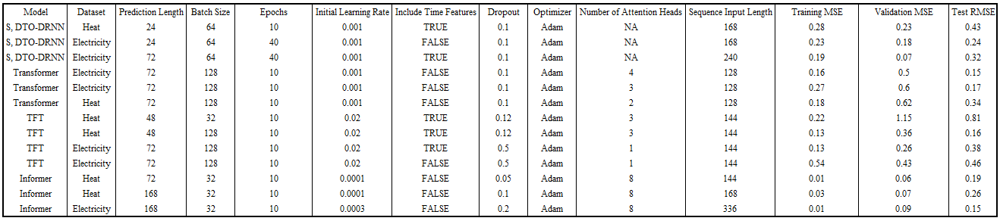 Model Dataset Prediction Length Batch Size Epochs Initial Learning Rate Include Time Features Dropout Optimizer Number of Attention Heads Sequence Input Length Training MSE Validation MSE Test RMSE
S, DTO-DRNN Heat 24 64 10 0.001 TRUE 0.1 Adam NA 168 0.28 0.23 0.43
S, DTO-DRNN Electricity 24 64 40 0.001 FALSE 0.1 Adam NA 168 0.23 0.18 0.24
S, DTO-DRNN Electricity 72 64 40 0.001 TRUE 0.1 Adam NA 240 0.19 0.07 0.32
Transformer Electricity 72 128 10 0.001 FALSE 0.1 Adam 4 128 0.16 0.5 0.15
Transformer Electricity 72 128 10 0.001 FALSE 0.1 Adam 3 128 0.27 0.6 0.17
Transformer Heat 72 128 10 0.001 FALSE 0.1 Adam 2 128 0.18 0.62 0.34
TFT Heat 48 32 10 0.02 TRUE 0.12 Adam 3 144 0.22 1.15 0.81
TFT Heat 48 128 10 0.02 TRUE 0.12 Adam 3 144 0.13 0.36 0.16
TFT Electricity 72 128 10 0.02 TRUE 0.5 Adam 1 144 0.13 0.26 0.38
TFT Electricity 72 128 10 0.02 FALSE 0.5 Adam 1 144 0.54 0.43 0.46
Informer Heat 72 32 10 0.0001 FALSE 0.05 Adam 8 144 0.01 0.06 0.19
Informer Heat 168 32 10 0.0001 FALSE 0.1 Adam 8 168 0.03 0.07 0.26
Informer Electricity 168 32 10 0.0003 FALSE 0.2 Adam 8 336 0.01 0.09 0.15